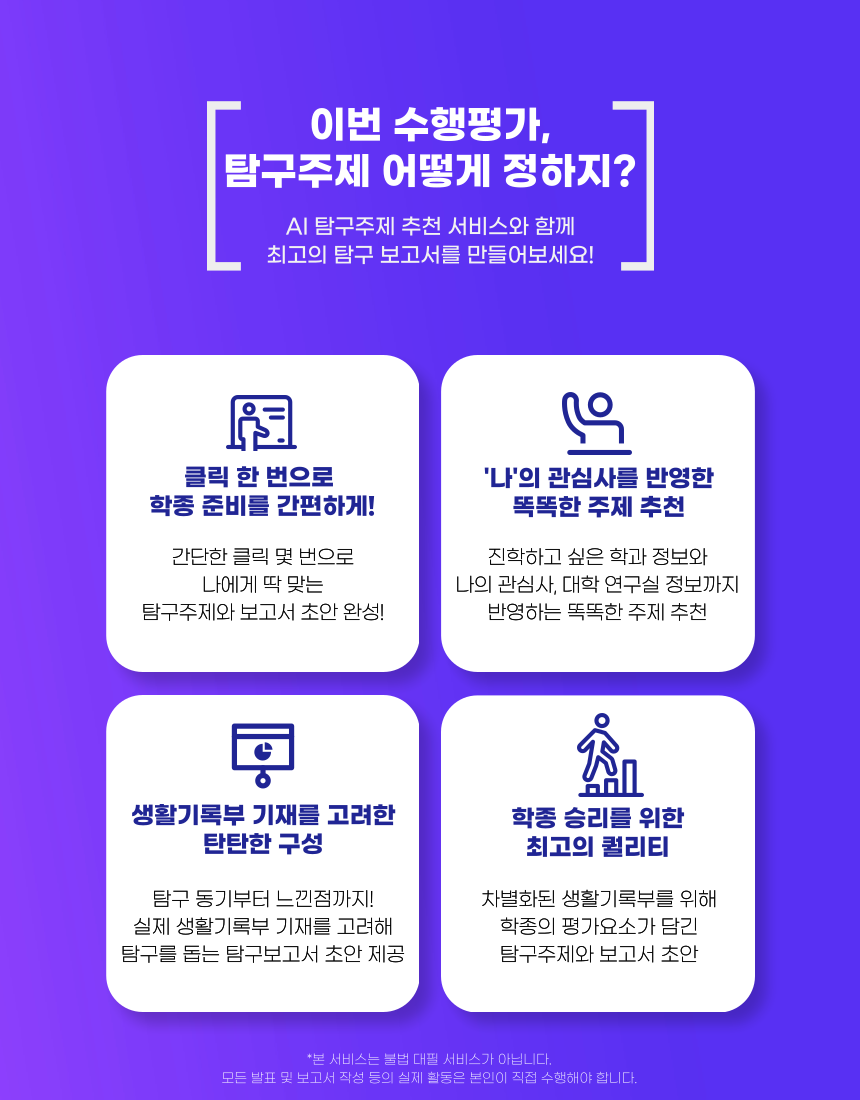 이번 수행평가,
탐구주제 어떻게 정하지?
AI 탐구주제 추천 서비스와 함께
최고의 탐구 보고서를 만들어보세요!
클릭 한 번으로
학종 준비를 간편하게!
간단한 클릭 몇 번으로
나에게 딱 맞는
탐구주제와 보고서 초안 완성!
'나'의 관심사를 반영한
똑똑한 주제 추천
진학하고 싶은 학과 정보와
나의 관심사, 대학 연구실 정보까지
반영하는 똑똑한 주제 추천
생활기록부 기재를 고려한
탄탄한 구성
탐구 동기부터 느낀점까지!
실제 생활기록부 기재를 고려해
탐구를 돕는 탐구보고서 초안 제공
학종 승리를 위한
최고의 퀄리티
차별화된 생활기록부를 위해
학종의 평가요소가 담긴
탐구주제와 보고서 초안
*본 서비스는 불법 대필 서비스가 아닙니다.
모든 발표 및 보고서 작성 등의 실제 활동은 본인이 직접 수행해야 합니다.